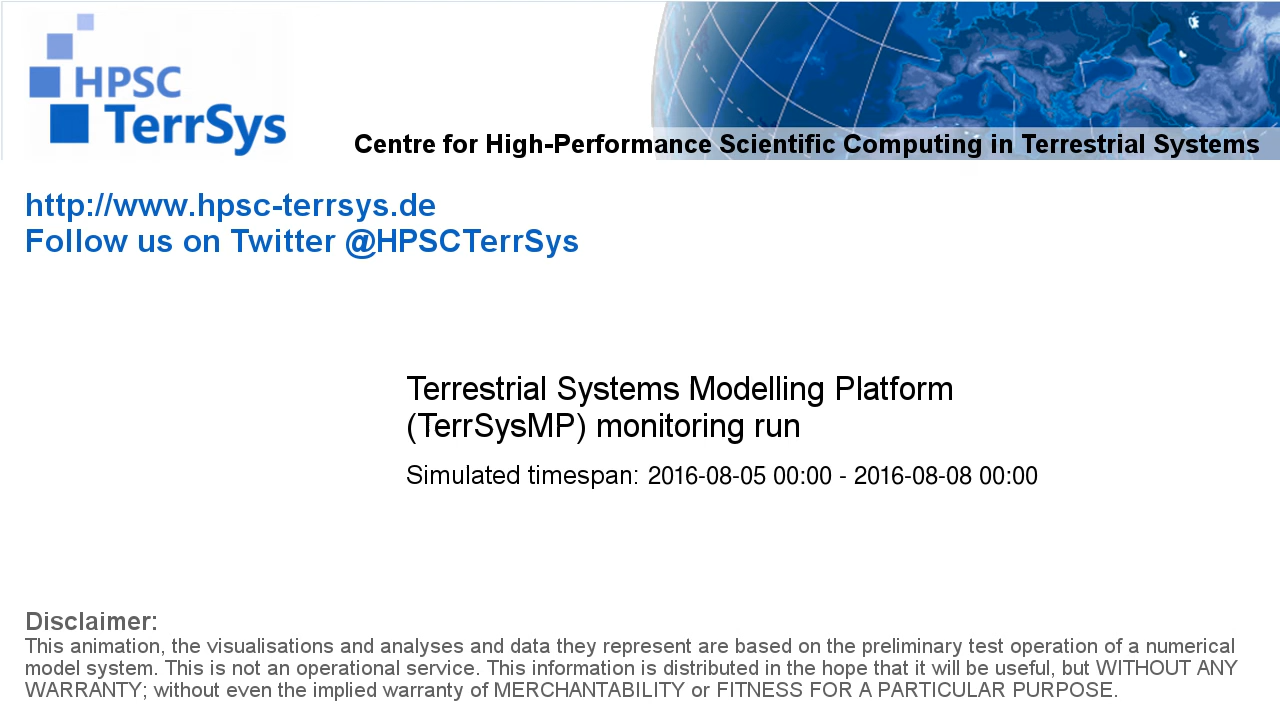 HPSC
TerrSys
Centre for High-Performance Scientific Computing in Terrestrial Systems
http://www.hpsc-terrsys.de
Follow us on Twitter @HPSCTerrSys
Terrestrial Systems Modelling Platform
(TerrSysMP) monitoring run
Simulated timespan: 2016-08-05 00:00 - 2016-08-08 00:00
Disclaimer:
This animation, the visualisations and analyses and data they represent are based on the preliminary test operation of a numerical
model system. This is not an operational service. This information is distributed in the hope that it will be useful, but WITHOUT ANY
WARRANTY; without even the implied warranty of MERCHANTABILITY or FITNESS FOR A PARTICULAR PURPOSE.